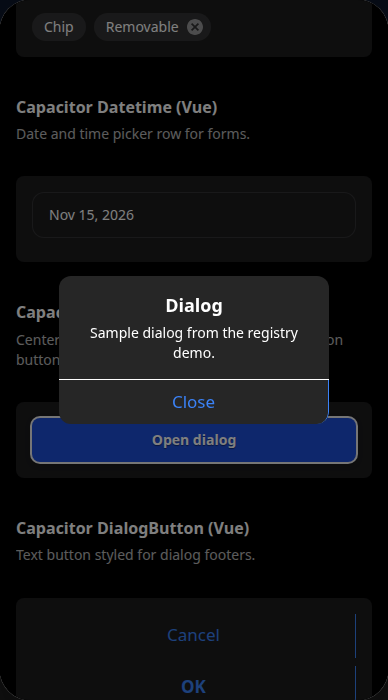 Chip
Removable
Capacitor Datetime (Vue)
Date and time picker row for forms.
Nov 15, 2026
Capac
Center
on
button
Dialog
Sample dialog from the registry
demo.
Close
Open dialog
Capacitor DialogButton (Vue)
Text button styled for dialog footers.
Cancel
OK